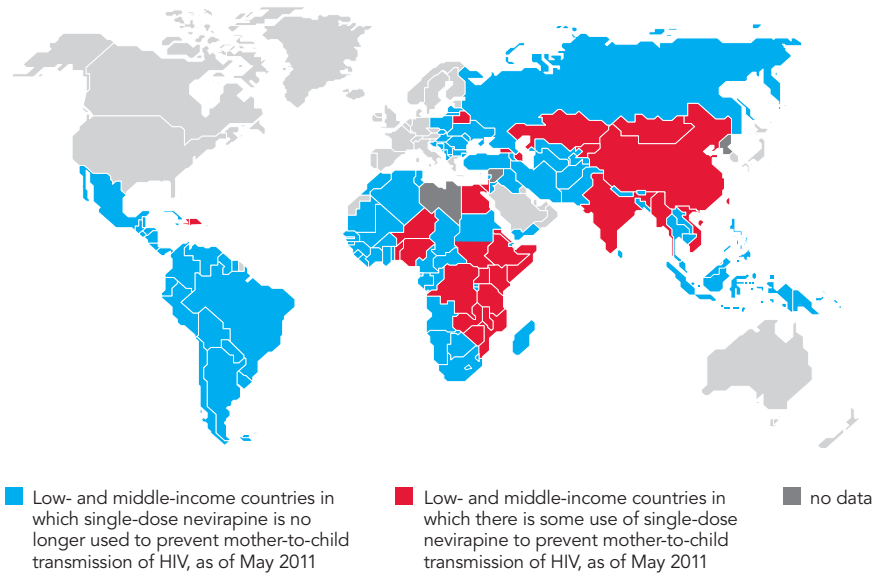 Low- and middle-income countries in
which single-dose nevirapine is no
longer used to prevent mother-to-child
transmission of HIV, as of May 2011
Low- and middle-income countries in
which there is some use of single-dose
nevirapine to prevent mother-to-child
transmission of HIV, as of May 2011
no data